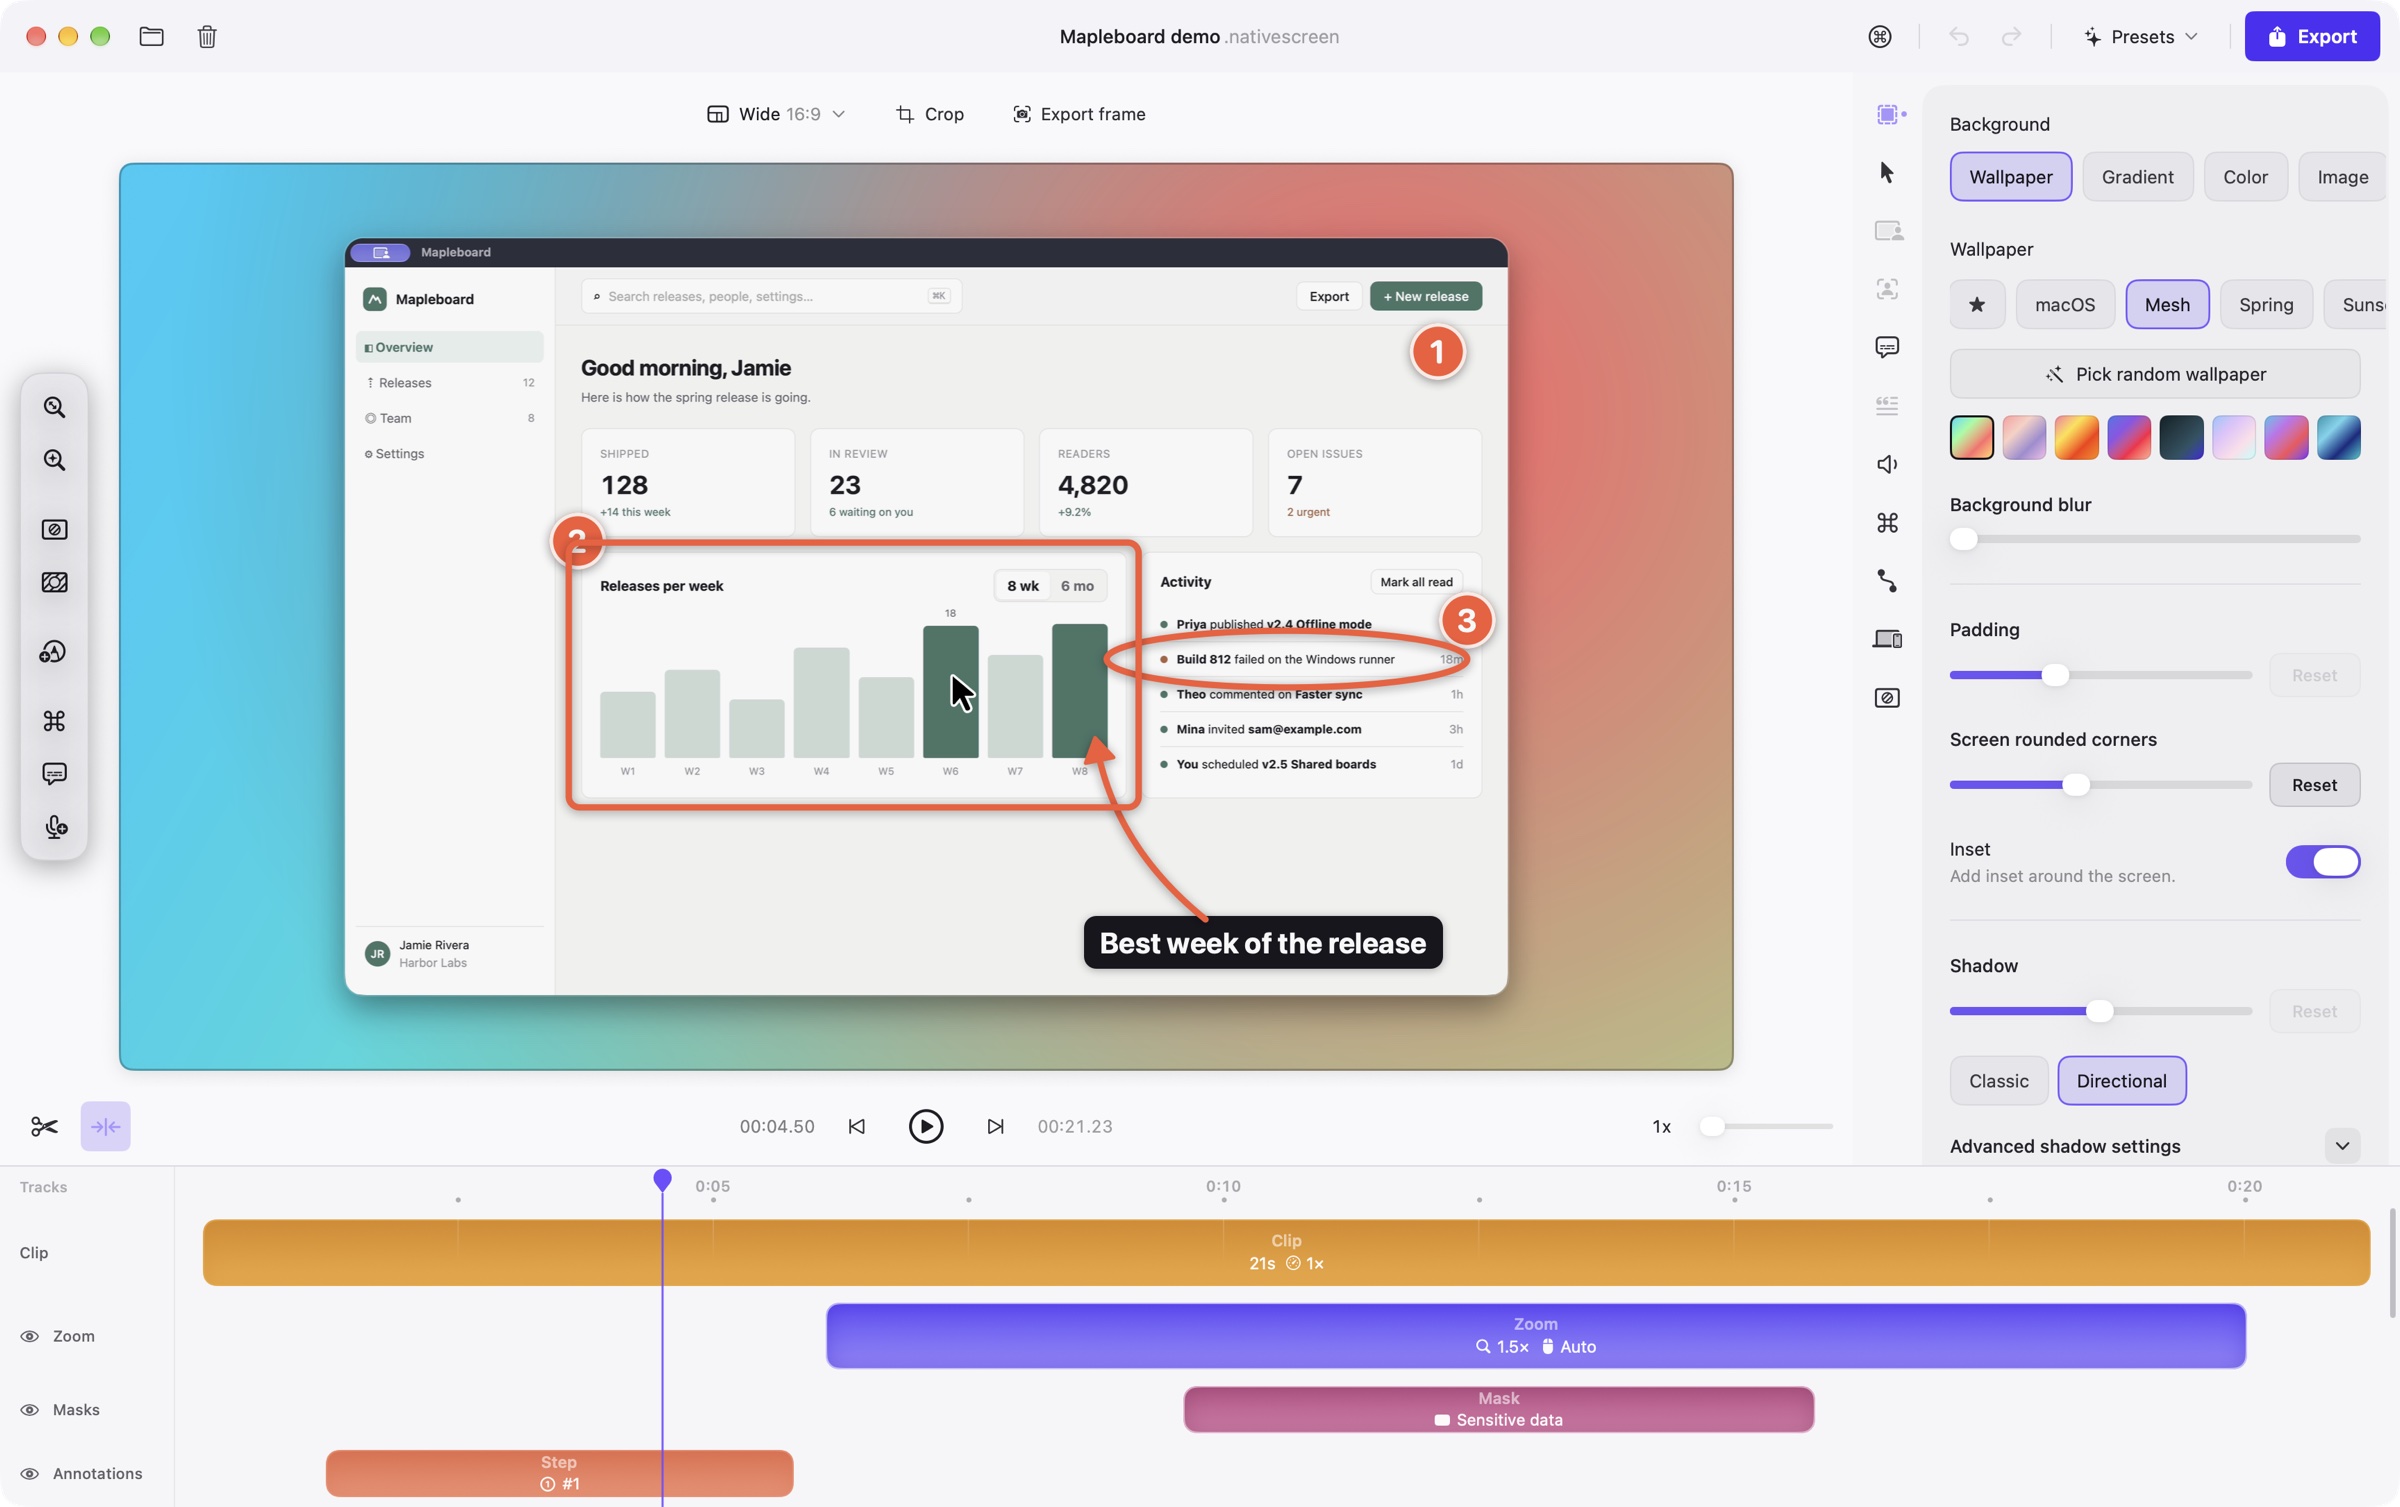 Mapleboard demo.nativescreen
Presets
Export
Wide 16:9
Crop
Export frame
Mapleboard
Mapleboard
Search releases, people, settings...
⌘K
Export
+ New release
Overview
Releases 12
Team 8
Settings
1
Good morning, Jamie
Here is how the spring release is going.
SHIPPED
128
+14 this week
IN REVIEW
23
6 waiting on you
READERS
4,820
+9.2%
OPEN ISSUES
7
2 urgent
2
Releases per week
8 wk
6 mo
18
W1 W2 W3 W4 W5 W6 W7 W8
Activity
Mark all read
3
Priya published v2.4 Offline mode
Build 812 failed on the Windows runner 18m
Theo commented on Faster sync 1h
Mina invited sam@example.com 3h
You scheduled v2.5 Shared boards 1d
Best week of the release
JR
Jamie Rivera
Harbor Labs
Background
Wallpaper
Gradient
Color
Image
Wallpaper
macOS
Mesh
Spring
Suns
Pick random wallpaper
Background blur
Padding
Reset
Screen rounded corners
Reset
Inset
Add inset around the screen.
Shadow
Reset
Classic
Directional
Advanced shadow settings
00:04.50
00:21.23
1x
Tracks
0:05
0:10
0:15
0:20
Clip
Clip
21s 1×
Zoom
Zoom
1.5× Auto
Masks
Mask
Sensitive data
Annotations
Step
1 #1